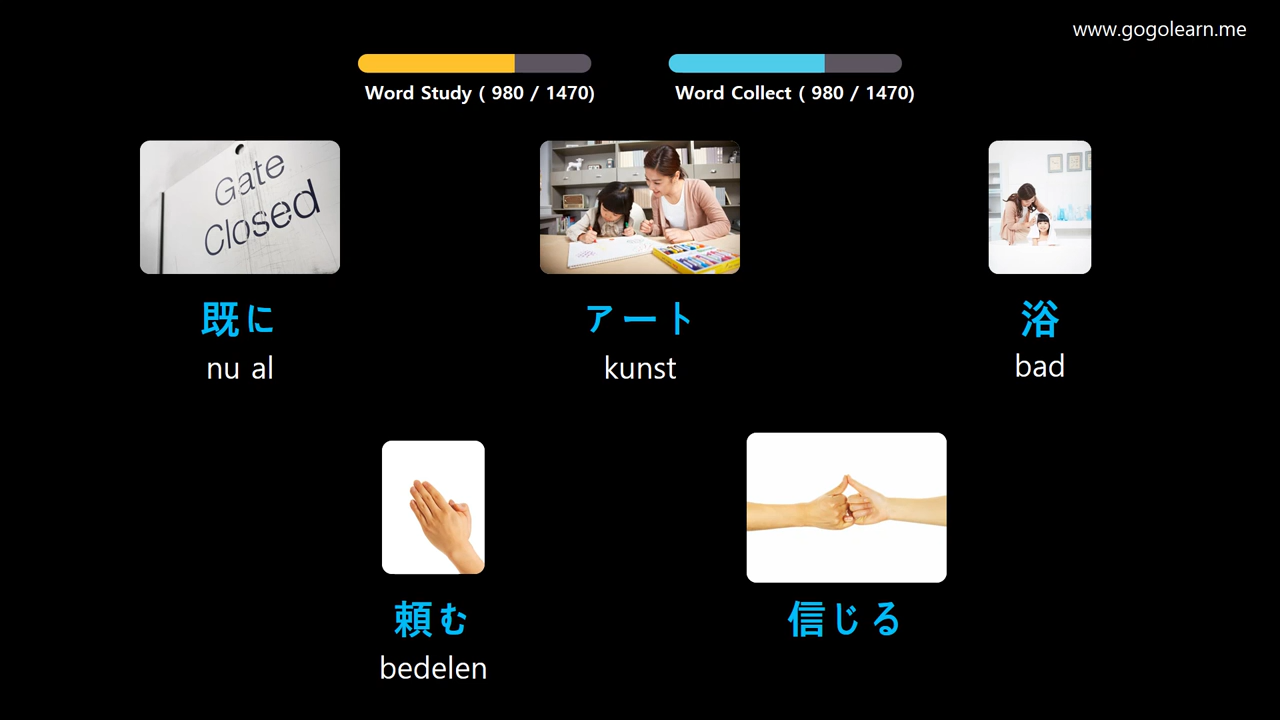 www.gogolearn.me
Word Study ( 980 / 1470)
Word Collect ( 980 / 1470)
Gate
Closed
既に
nu al
アート
kunst
浴
bad
頼む
bedelen
信じる